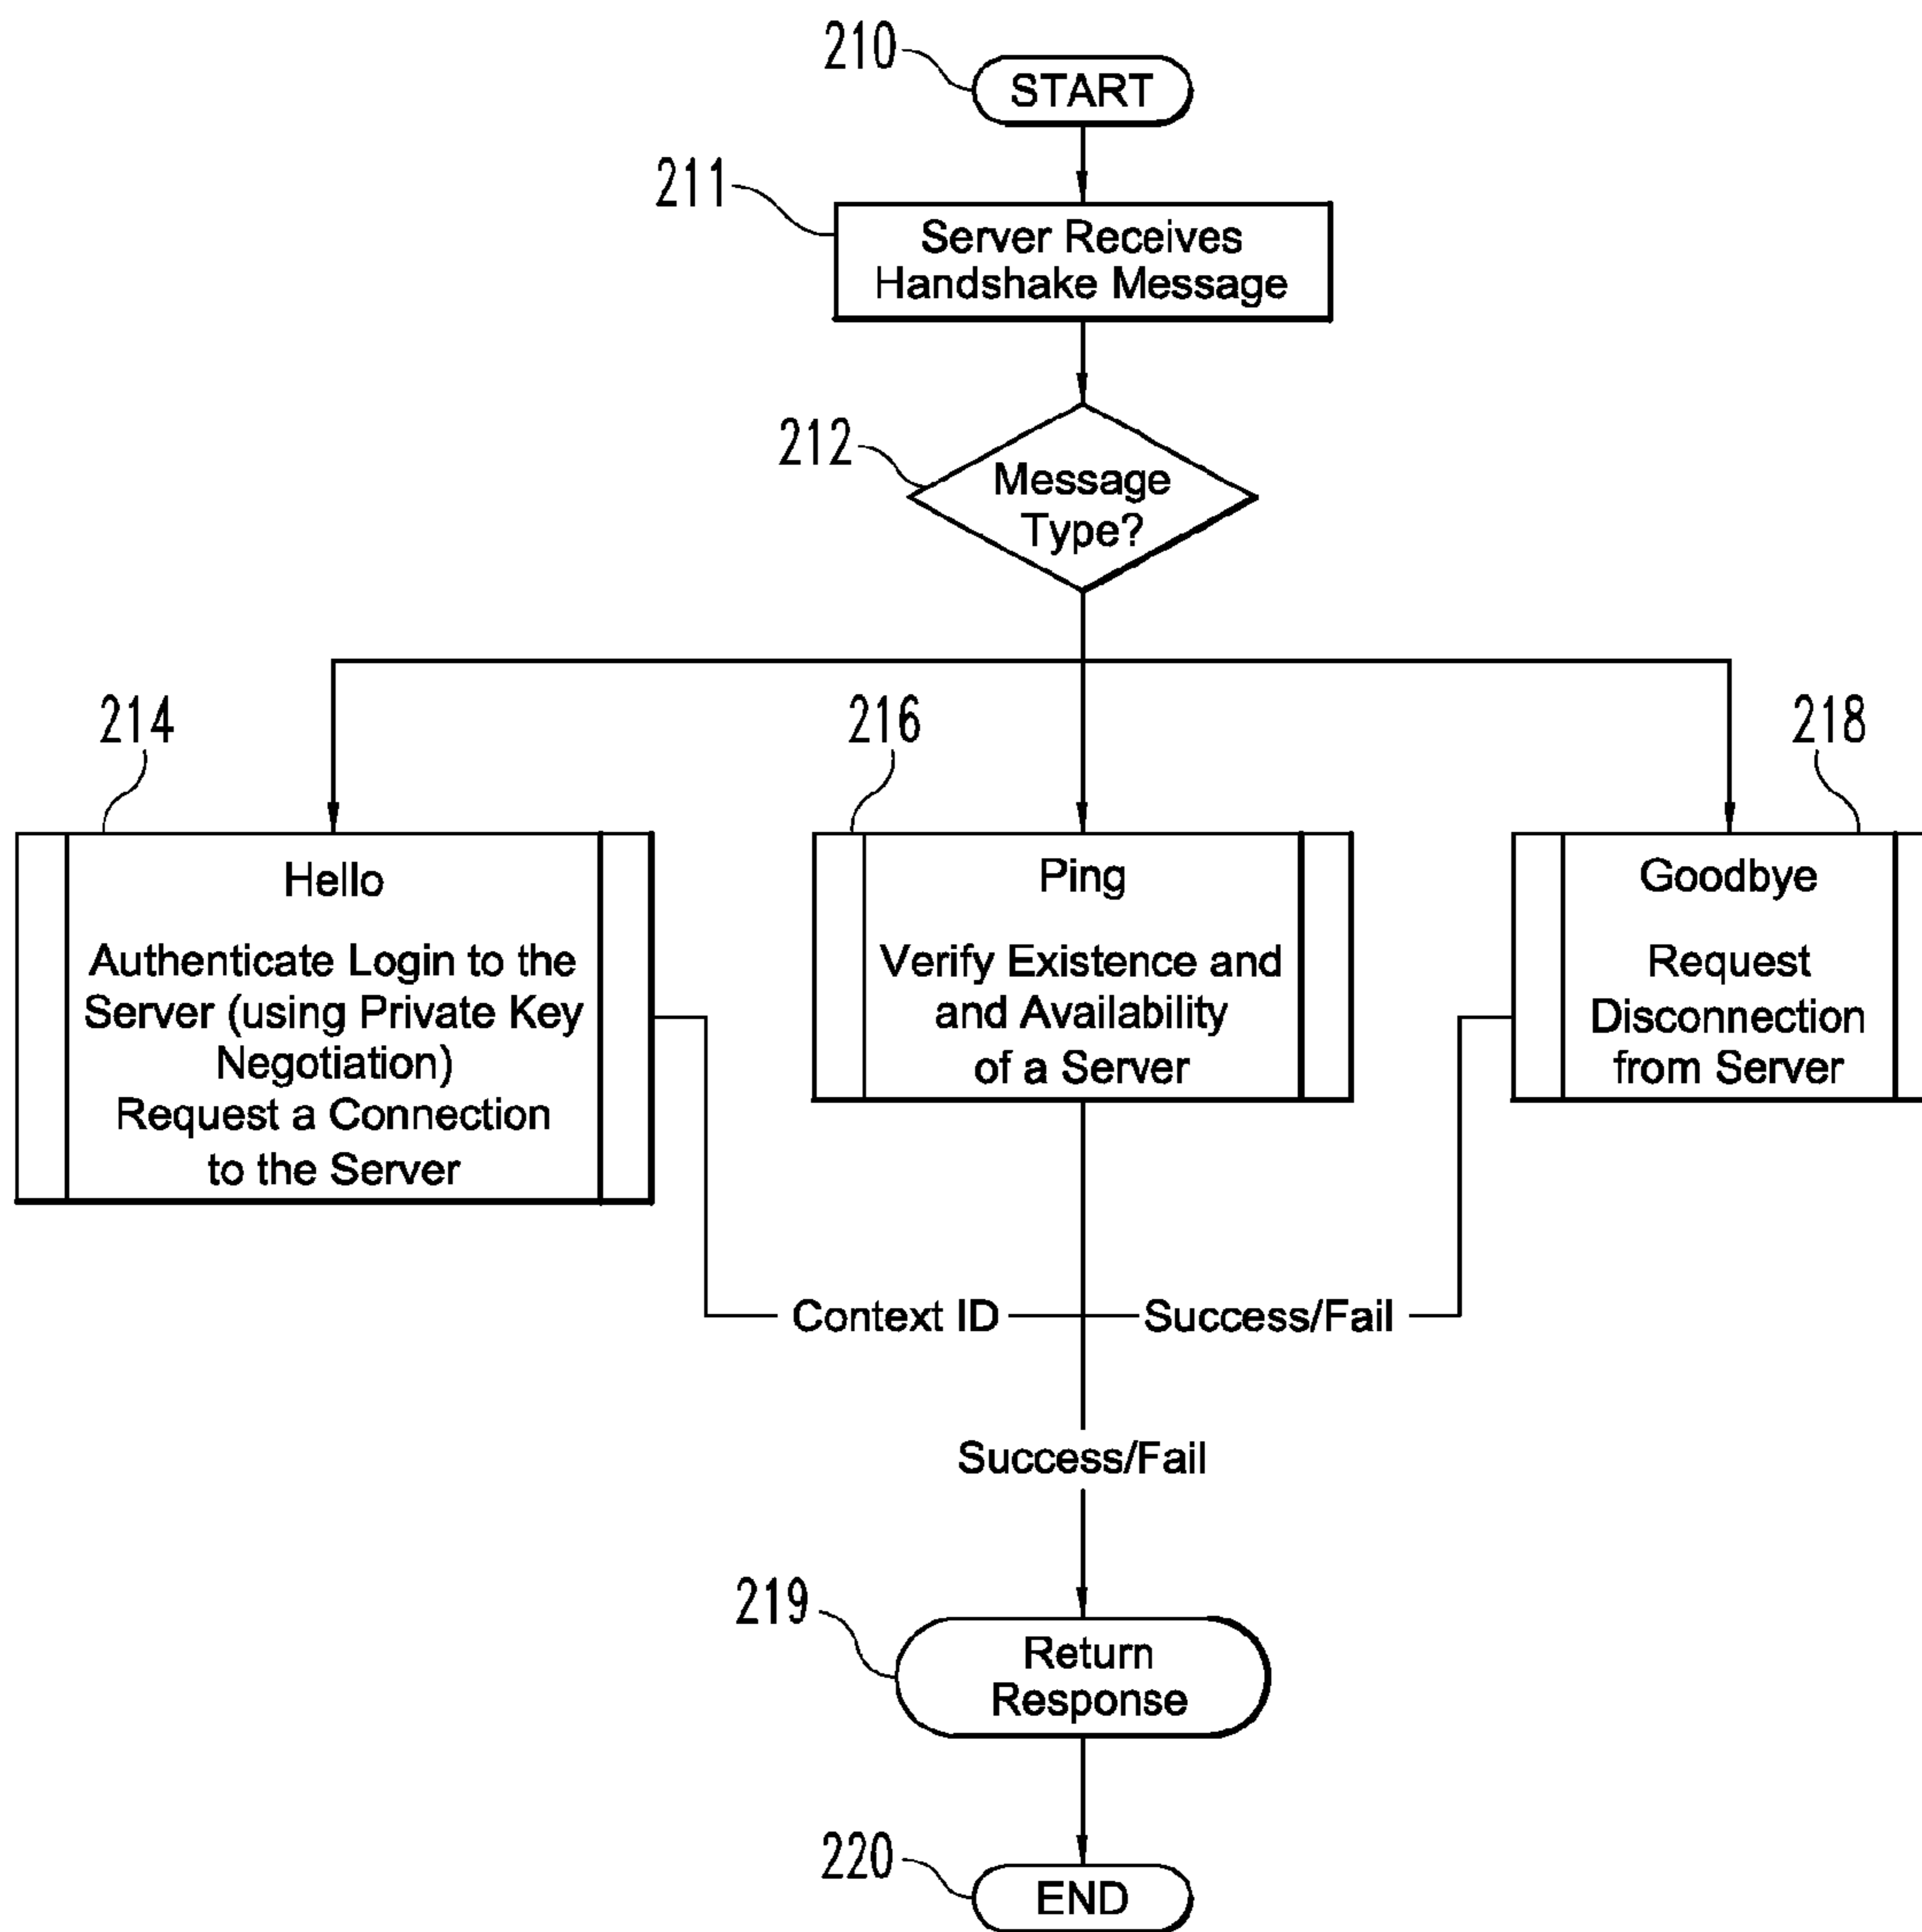 210
START
211
Server Receives
Handshake Message
212
Message
Type?
214
216
218
Hello
Authenticate Login to the
Server (using Private Key
Negotiation)
Request a Connection
to the Server
Ping
Verify Existence and
and Availability
of a Server
Goodbye
Request
Disconnection
from Server
Context ID
Success/Fail
Success/Fail
219
Return
Response
220
END